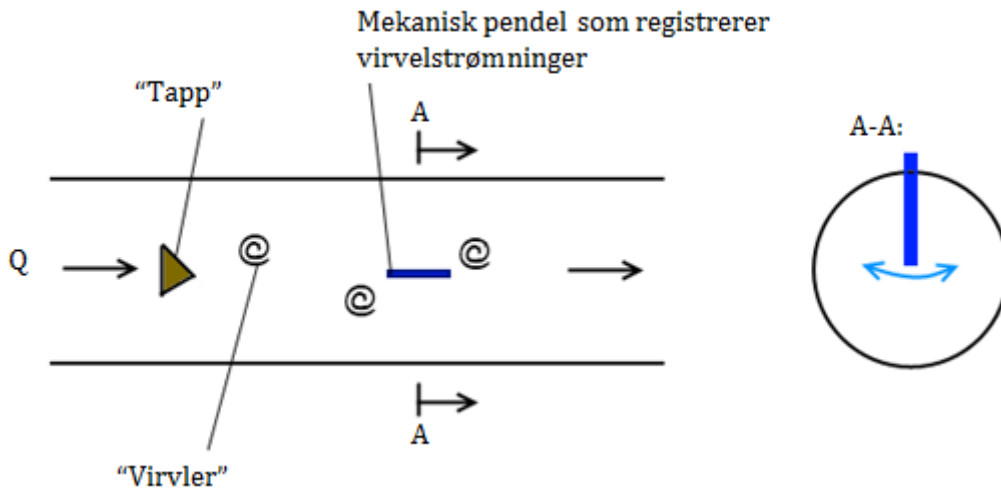 Mekanisk pendel som registrerer
virvelstrømninger
“Tapp”
A
A-A:
Q
A
“Virvler”